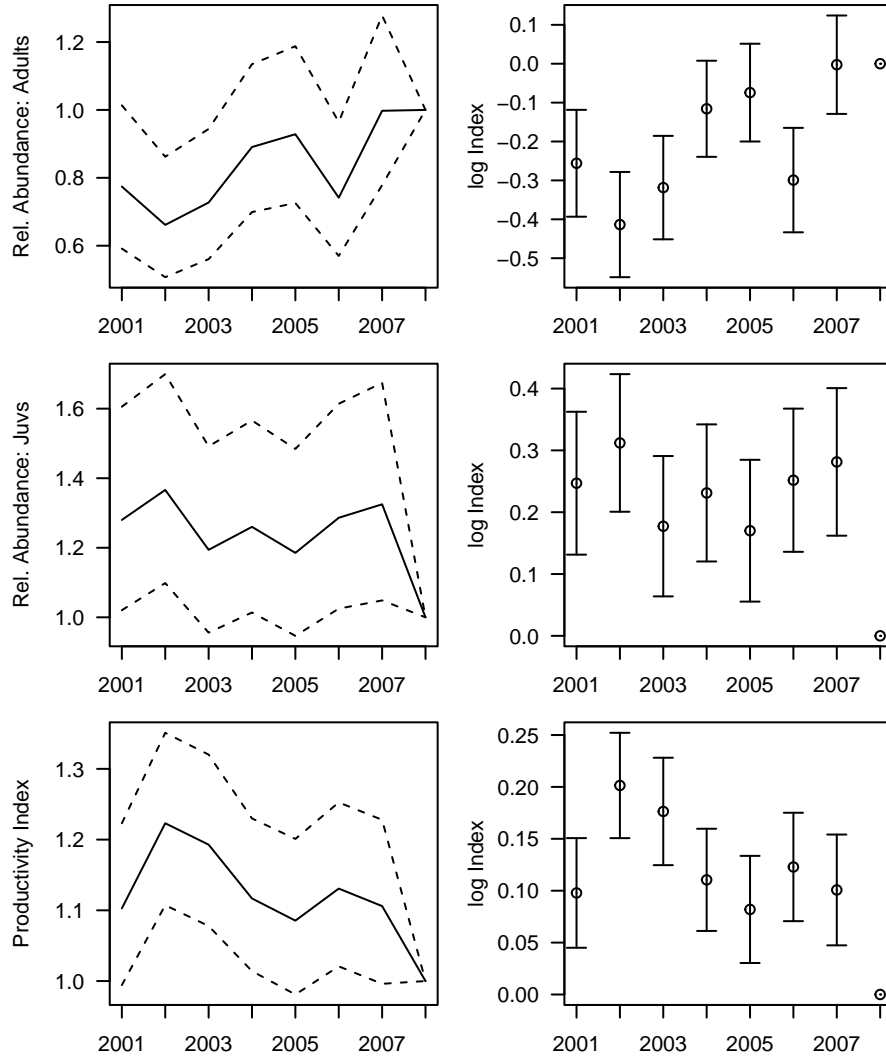 Rel. Abundance: Adults
1.2
1.0
0.8
0.6
2001 2003 2005 2007
log Index
0.1
0.0
−0.1
−0.2
−0.3
−0.4
−0.5
2001 2003 2005 2007
Rel. Abundance: Juvs
1.6
1.4
1.2
1.0
2001 2003 2005 2007
log Index
0.4
0.3
0.2
0.1
0.0
2001 2003 2005 2007
Productivity Index
1.3
1.2
1.1
1.0
2001 2003 2005 2007
log Index
0.25
0.20
0.15
0.10
0.05
0.00
2001 2003 2005 2007